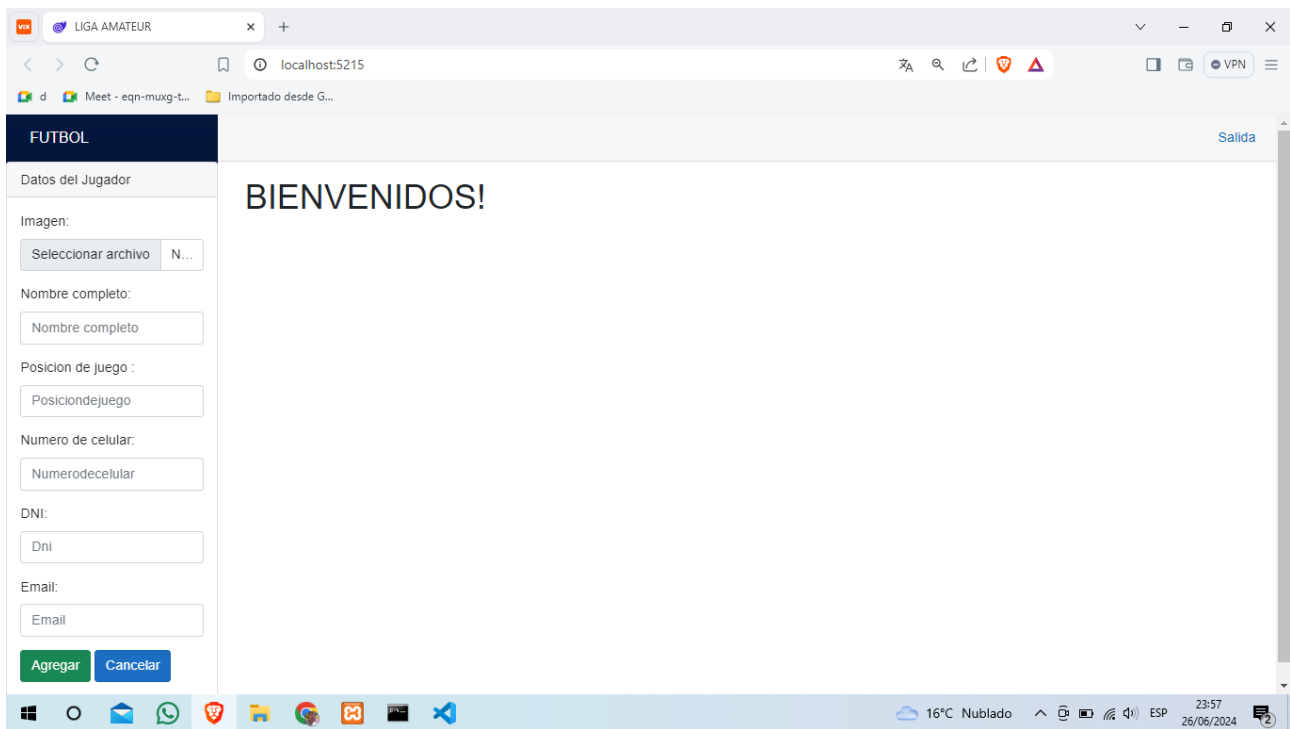 VIX
LIGA AMATEUR
localhost:5215
VPN
d
Meet - eqn-muxg-t...
Importado desde G...
FUTBOL
Salida
Datos del Jugador
BIENVENIDOS!
Imagen:
Seleccionar archivo N...
Nombre completo:
Nombre completo
Posicion de juego :
Posiciondejuego
Numero de celular:
Numerodecelular
DNI:
Dni
Email:
Email
Agregar Cancelar
16°C Nublado
ESP
23:57
26/06/2024
2